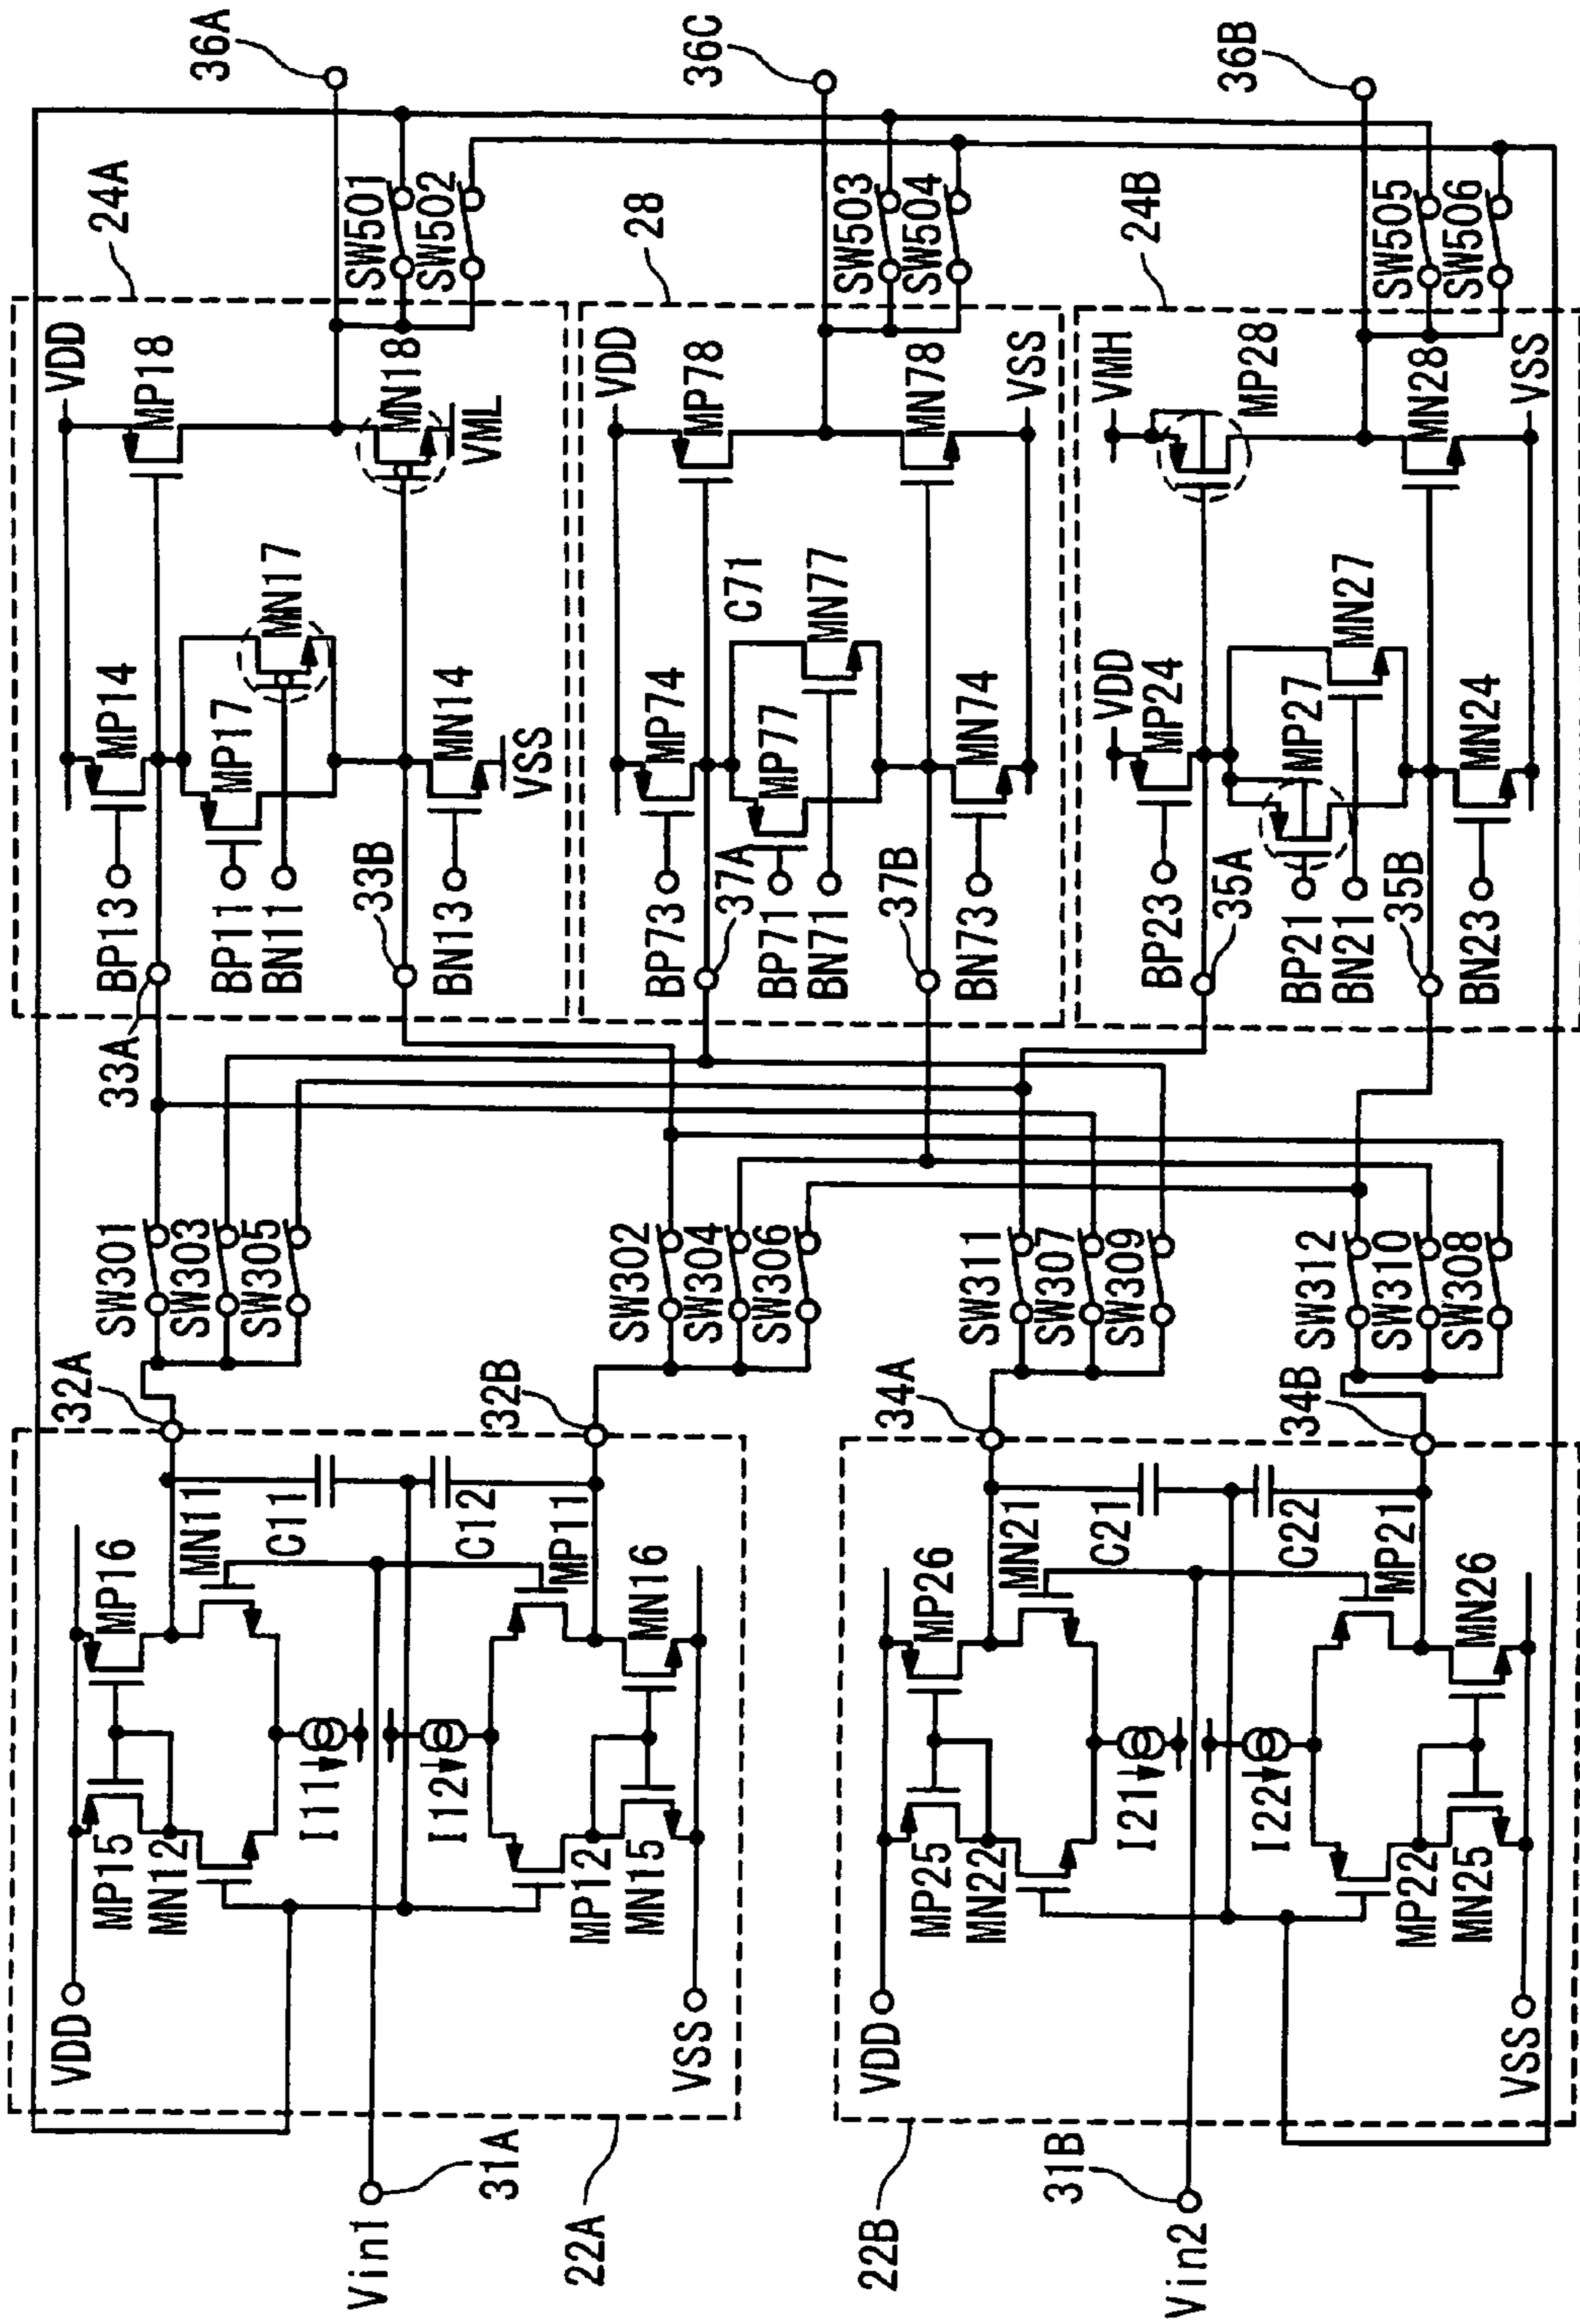 Vin1
31A
22A
VDD
MP15
MP16
MN12
MN11
C11
I11
I12
C12
MP12
MP11
MN15
MN16
VSS
32A
32B
SW301
SW303
SW305
SW302
SW304
SW306
33A
24A
VDD
BP13
MP14
MP18
BP11
MP17
MN17
BN11
33B
MN18
BN13
MN14
VML
VSS
SW501
SW502
36A
28
VDD
BP73
MP74
MP78
37A
C71
BP71
MP77
MN77
BN71
37B
MN78
BN73
MN74
VSS
SW503
SW504
36C
Vin2
31B
22B
VDD
MP25
MP26
MN22
MN21
C21
I21
I22
C22
MP22
MP21
MN25
MN26
VSS
34A
34B
SW311
SW307
SW309
SW312
SW310
SW308
24B
VDD
VMH
BP23
MP24
MP28
35A
BP21
MP27
MN27
BN21
35B
MN28
BN23
MN24
VSS
SW505
SW506
36B